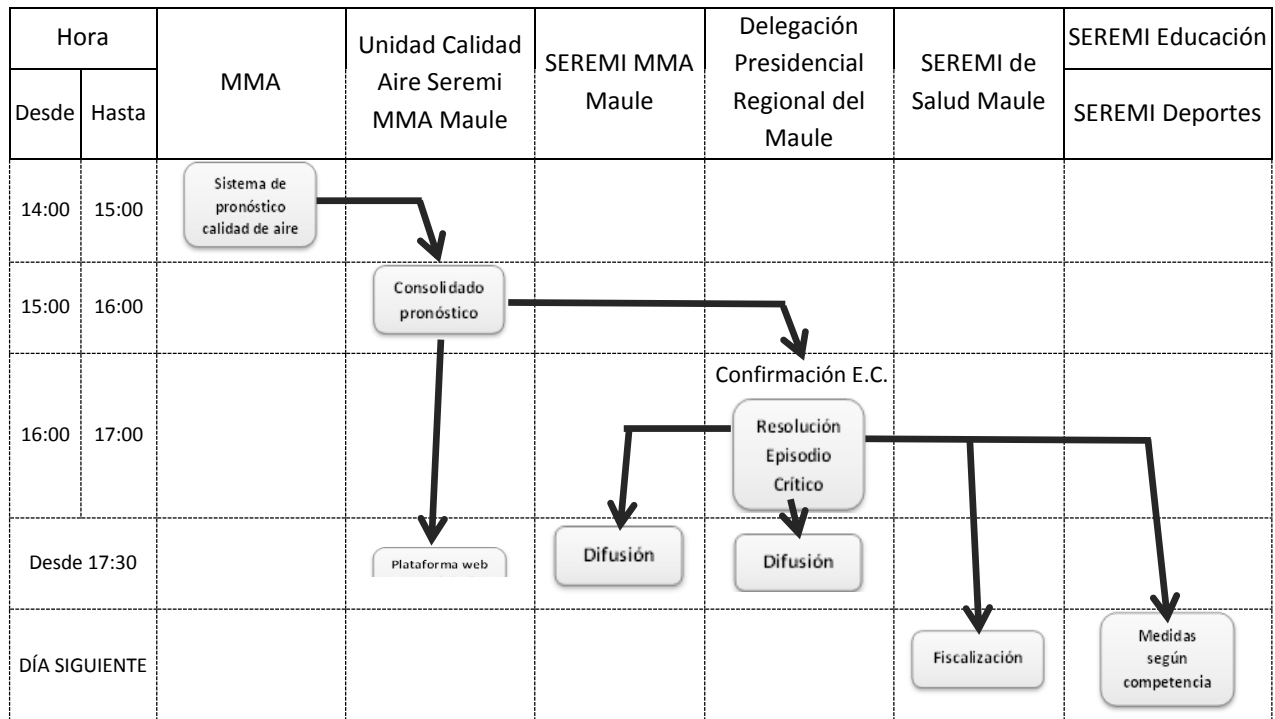 Hora
Desde
Hasta
MMA
Unidad Calidad
Aire Seremi
MMA Maule
SEREMI MMA
Maule
Delegación
Presidencial
Regional del
Maule
SEREMI de
Salud Maule
SEREMI Educación
SEREMI Deportes
14:00
15:00
Sistema de
pronóstico
calidad de aire
15:00
16:00
Consolidado
pronóstico
16:00
17:00
Confirmación E.C.
Resolución
Episodio
Crítico
Desde 17:30
Plataforma web
Difusión
Difusión
DÍA SIGUIENTE
Fiscalización
Medidas
según
competencia